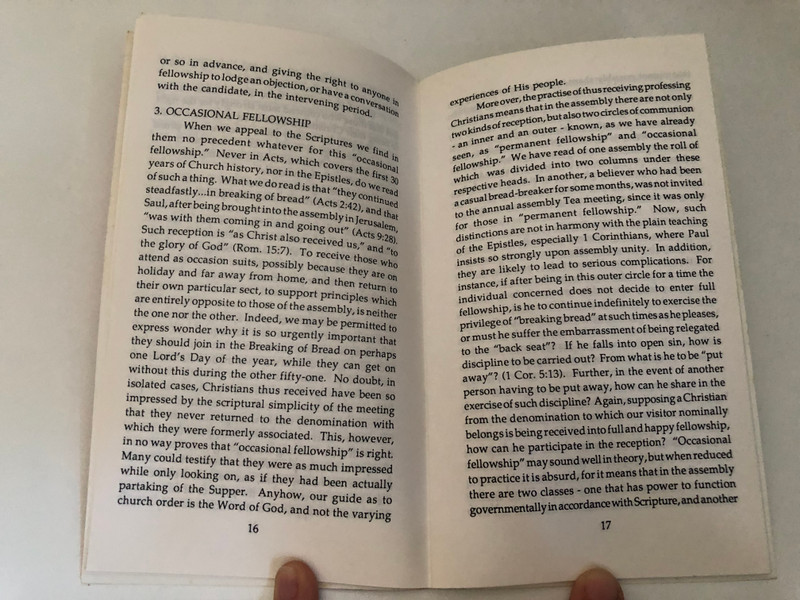 or so in advance, and giving the right to anyone in
fellowship to lodge an objection, or have a conversation
with the candidate, in the intervening period.
3. OCCASIONAL FELLOWSHIP
When we appeal to the Scriptures we find in
them no precedent whatever for this "occasional
fellowship." Never in Acts, which covers the first 30
years of Church history, nor in the Epistles, do we read
of such a thing. What we do read is that "they continued
steadfastly...in breaking of bread" (Acts 2:42), and that
Saul, after being brought into the assembly in Jerusalem,
"was with them coming in and going out" (Acts 9:28).
Such reception is "as Christ also received us," and "to
the glory of God" (Rom. 15:7). To receive those who
attend as occasion suits, possibly because they are on
holiday and far away from home, and then return to
their own particular sect, to support principles which
are entirely opposite to those of the assembly, is neither
the one nor the other. Indeed, we may be permitted to
express wonder why it is so urgently important that
they should join in the Breaking of Bread on perhaps
one Lord's Day of the year, while they can get on
without this during the other fifty-one. No doubt, in
isolated cases, Christians thus received have been so
impressed by the scriptural simplicity of the meeting
that they never returned to the denomination with
which they were formerly associated. This, however,
in no way proves that "occasional fellowship" is right.
Many could testify that they were as much impressed
while only looking on, as if they had been actually
partaking of the Supper. Anyhow, our guide as to
church order is the Word of God, and not the varying
16
experiences of His people.
More over, the practise of thus receiving professing
Christians means that in the assembly there are not only
two kinds of reception, but also two circles of communion
- an inner and an outer - known, as we have already
seen, as "permanent fellowship" and "occasional
fellowship." We have read of one assembly the roll of
which was divided into two columns under these
respective heads. In another, a believer who had been
a casual bread-breaker for some months, was not invited
to the annual assembly Tea meeting, since it was only
for those in "permanent fellowship." Now, such
distinctions are not in harmony with the plain teaching
of the Epistles, especially 1 Corinthians, where Paul
insists so strongly upon assembly unity. In addition,
they are likely to lead to serious complications. For
instance, if after being in this outer circle for a time the
individual concerned does not decide to enter full
fellowship, is he to continue indefinitely to exercise the
privilege of "breaking bread" at such times as he pleases,
or must he suffer the embarrassment of being relegated
to the "back seat"? If he falls into open sin, how is
discipline to be carried out? From what is he to be "put
away"? (1 Cor. 5:13). Further, in the event of another
person having to be put away, how can he share in the
exercise of such discipline? Again, supposing a Christian
from the denomination to which our visitor nominally
belongs is being received into full and happy fellowship,
how can he participate in the reception? "Occasional
fellowship" may sound well in theory, but when reduced
to practise it is absurd, for it means that in the assembly
there are two classes - one that has power to function
governmentally in accordance with Scripture, and another
17